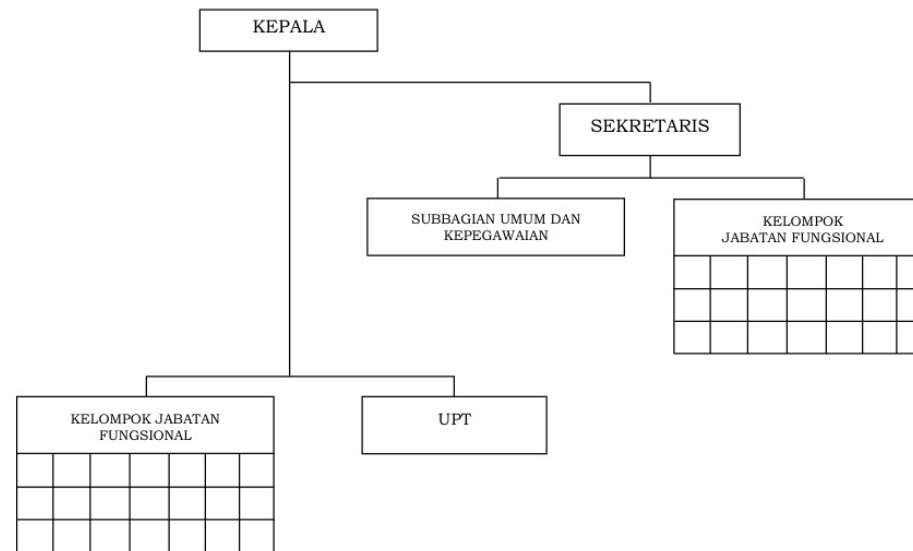 KEPALA
SEKRETARIS
SUBBAGIAN UMUM DAN
KEPEGAWAIAN
KELOMPOK
JABATAN FUNGSIONAL
KELOMPOK JABATAN
FUNGSIONAL
UPT